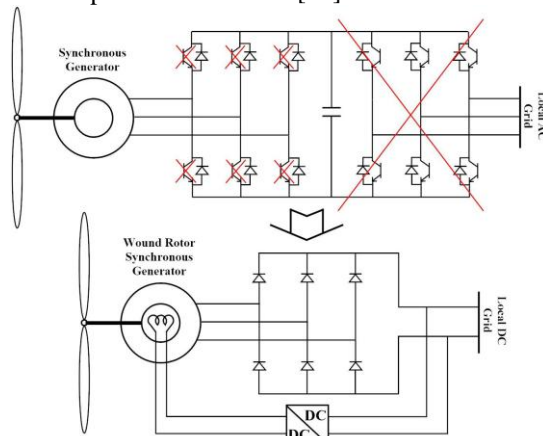 Synchronous
Generator
Local AC
Grid
Wound Rotor
Synchronous
Generator
Local DC
Grid
DC
DC